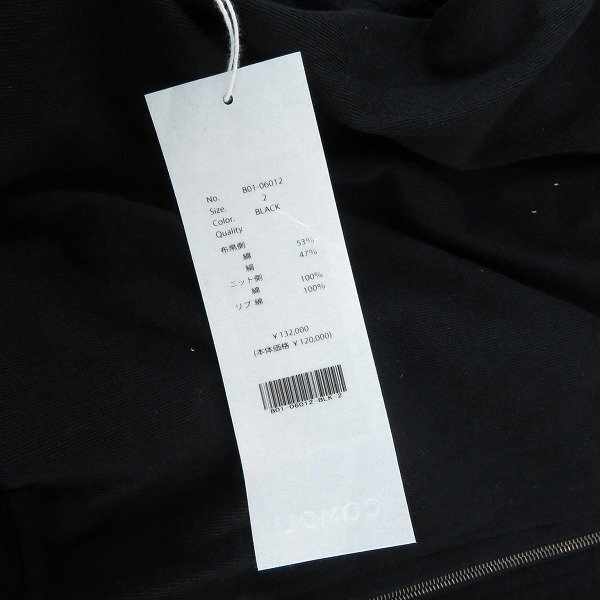 No. B01-06012
Size. 2
Color. BLACK
Quality
布帛側
綿 53%
絹 47%
ニット側
綿 100%
リブ 綿 100%
¥132,000
(本体価格 ¥120,000)
B01-06012 BLK 2
COMOLI